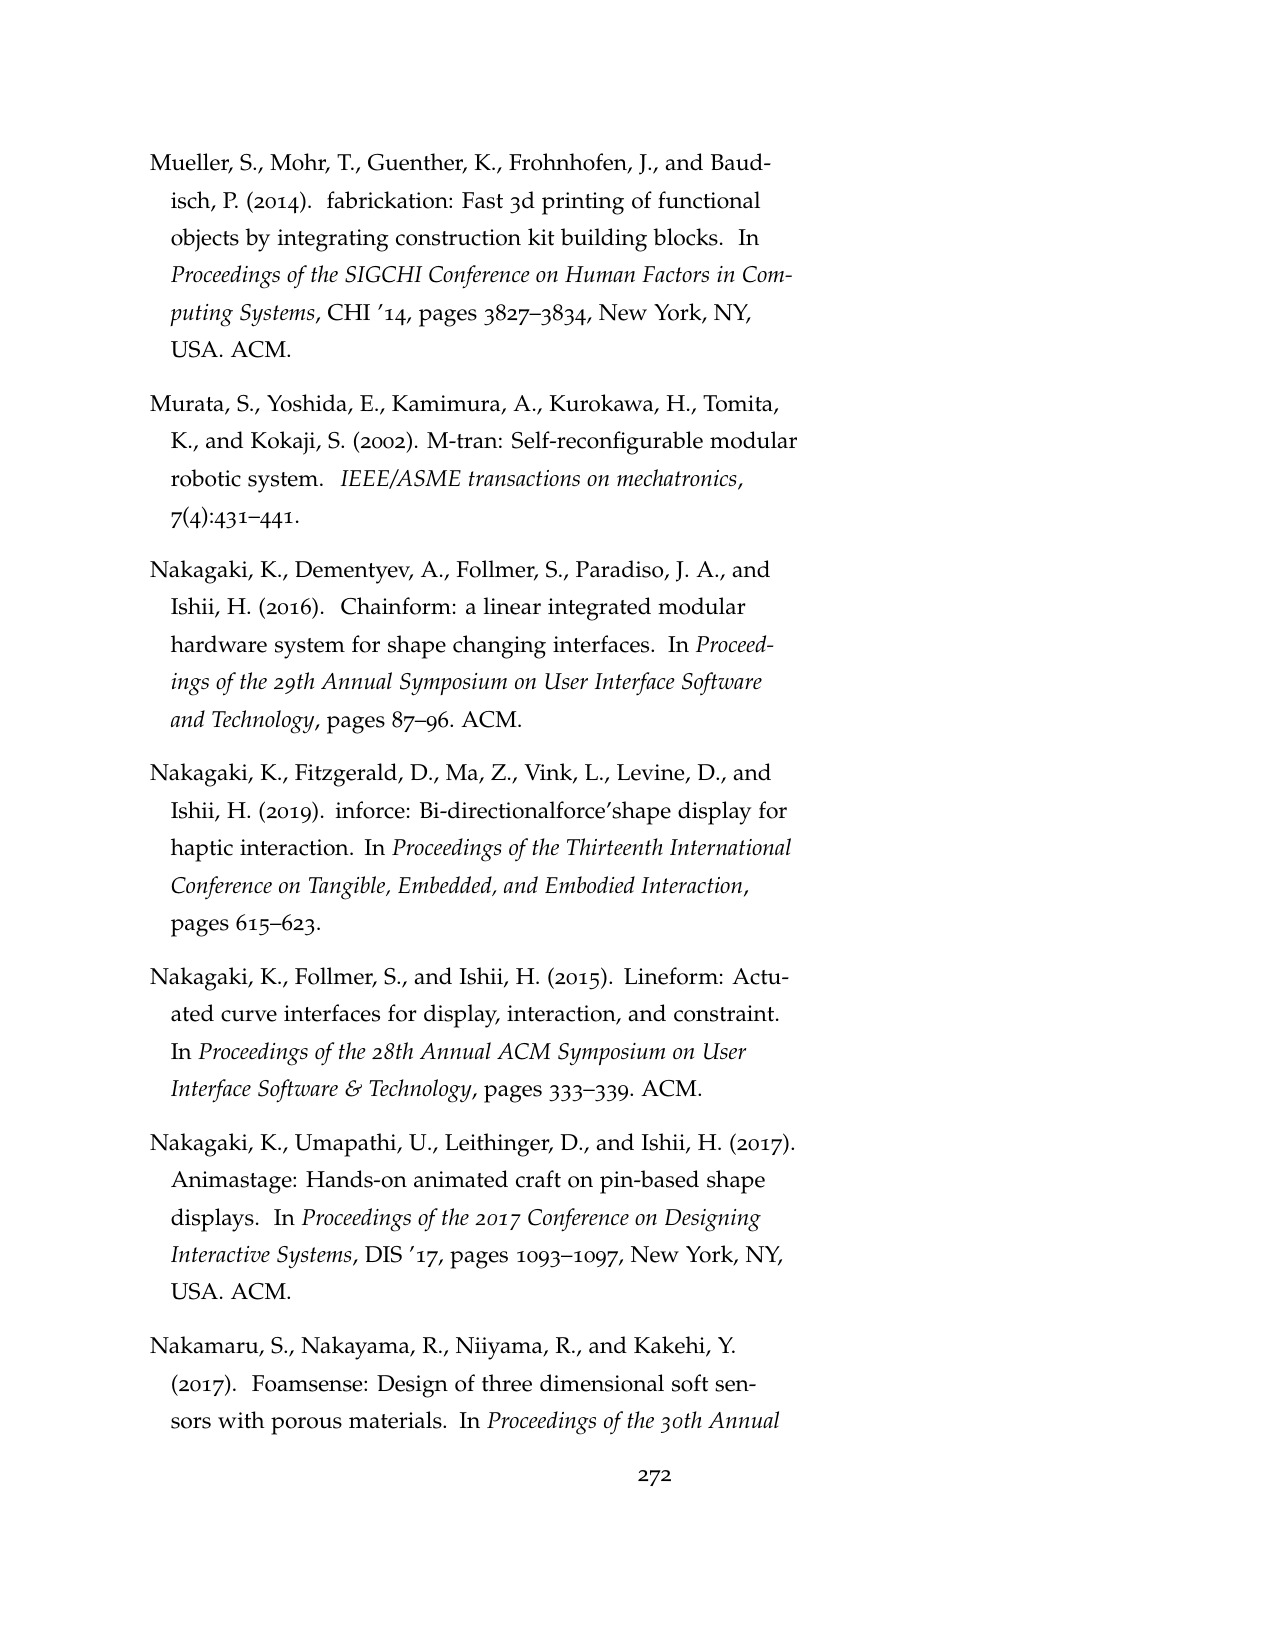 Mueller, S., Mohr, T., Guenther, K., Frohnhofen, J., and Baud-
isch, P. (2014). fabrickation: Fast 3d printing of functional
objects by integrating construction kit building blocks. In
Proceedings of the SIGCHI Conference on Human Factors in Com-
puting Systems, CHI ’14, pages 3827–3834, New York, NY,
USA. ACM.
Murata, S., Yoshida, E., Kamimura, A., Kurokawa, H., Tomita,
K., and Kokaji, S. (2002). M-tran: Self-reconfigurable modular
robotic system. IEEE/ASME transactions on mechatronics,
7(4):431–441.
Nakagaki, K., Dementyev, A., Follmer, S., Paradiso, J. A., and
Ishii, H. (2016). Chainform: a linear integrated modular
hardware system for shape changing interfaces. In Proceed-
ings of the 29th Annual Symposium on User Interface Software
and Technology, pages 87–96. ACM.
Nakagaki, K., Fitzgerald, D., Ma, Z., Vink, L., Levine, D., and
Ishii, H. (2019). inforce: Bi-directionalforce’shape display for
haptic interaction. In Proceedings of the Thirteenth International
Conference on Tangible, Embedded, and Embodied Interaction,
pages 615–623.
Nakagaki, K., Follmer, S., and Ishii, H. (2015). Lineform: Actu-
ated curve interfaces for display, interaction, and constraint.
In Proceedings of the 28th Annual ACM Symposium on User
Interface Software & Technology, pages 333–339. ACM.
Nakagaki, K., Umapathi, U., Leithinger, D., and Ishii, H. (2017).
Animastage: Hands-on animated craft on pin-based shape
displays. In Proceedings of the 2017 Conference on Designing
Interactive Systems, DIS ’17, pages 1093–1097, New York, NY,
USA. ACM.
Nakamaru, S., Nakayama, R., Niiyama, R., and Kakehi, Y.
(2017). Foamsense: Design of three dimensional soft sen-
sors with porous materials. In Proceedings of the 30th Annual
272